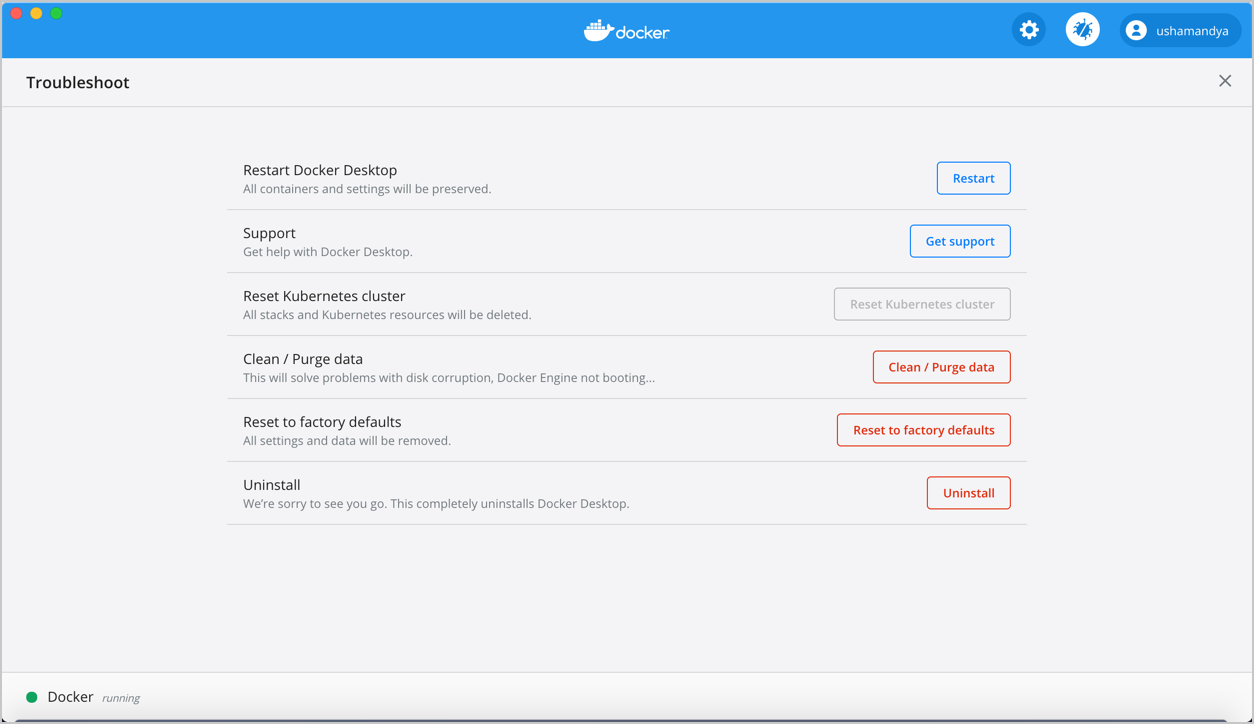 docker
ushamandya
Troubleshoot
Restart Docker Desktop
All containers and settings will be preserved.
Restart
Support
Get help with Docker Desktop.
Get support
Reset Kubernetes cluster
All stacks and Kubernetes resources will be deleted.
Reset Kubernetes cluster
Clean / Purge data
This will solve problems with disk corruption, Docker Engine not booting...
Clean / Purge data
Reset to factory defaults
All settings and data will be removed.
Reset to factory defaults
Uninstall
We’re sorry to see you go. This completely uninstalls Docker Desktop.
Uninstall
Docker running